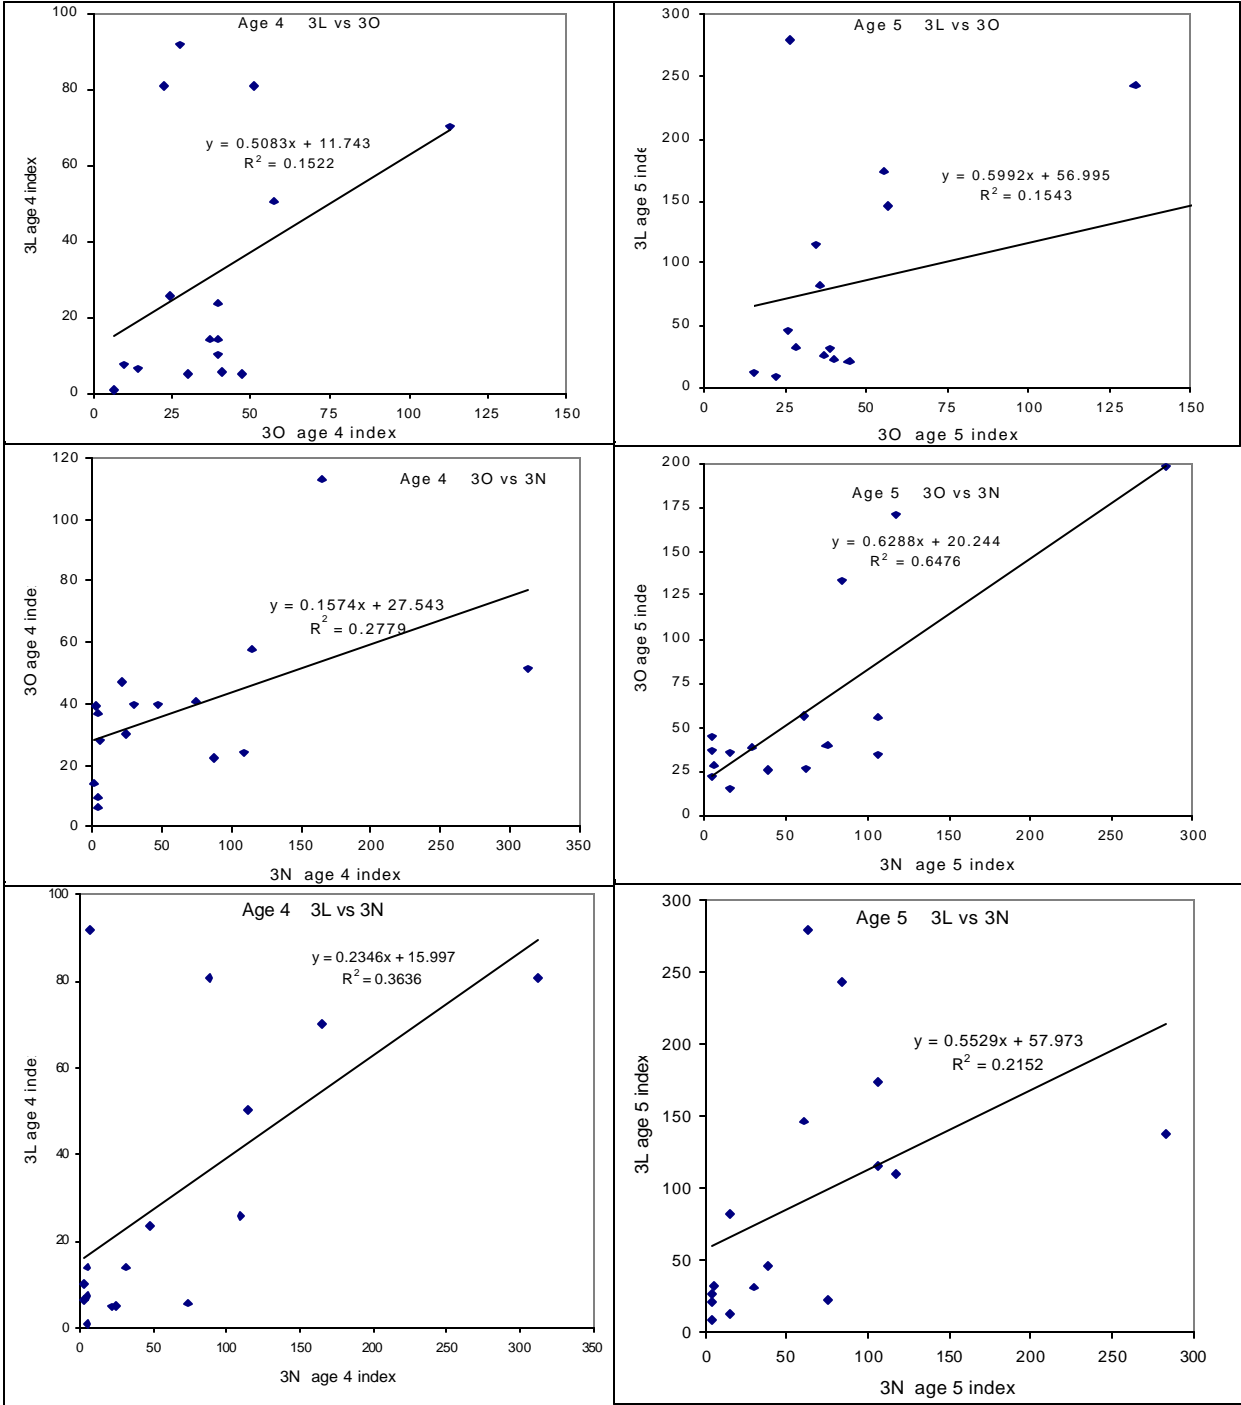 Age 4 3L vs 3O
100
80
60
40
20
0
y = 0.5083x + 11.743
R² = 0.1522
3L age 4 index
0 25 50 75 100 125 150
3O age 4 index
Age 5 3L vs 3O
300
250
200
150
100
50
0
y = 0.5992x + 56.995
R² = 0.1543
3L age 5 inde
0 25 50 75 100 125 150
3O age 5 index
Age 4 3O vs 3N
120
100
80
60
40
20
0
y = 0.1574x + 27.543
R² = 0.2779
3O age 4 inde
0 50 100 150 200 250 300 350
3N age 4 index
Age 5 3O vs 3N
200
175
150
125
100
75
50
25
0
y = 0.6288x + 20.244
R² = 0.6476
3O age 5 inde
0 50 100 150 200 250 300
3N age 5 index
Age 4 3L vs 3N
100
80
60
40
20
0
y = 0.2346x + 15.997
R² = 0.3636
3L age 4 inde
0 50 100 150 200 250 300 350
3N age 4 index
Age 5 3L vs 3N
300
250
200
150
100
50
0
y = 0.5529x + 57.973
R² = 0.2152
3L age 5 index
0 50 100 150 200 250 300
3N age 5 index